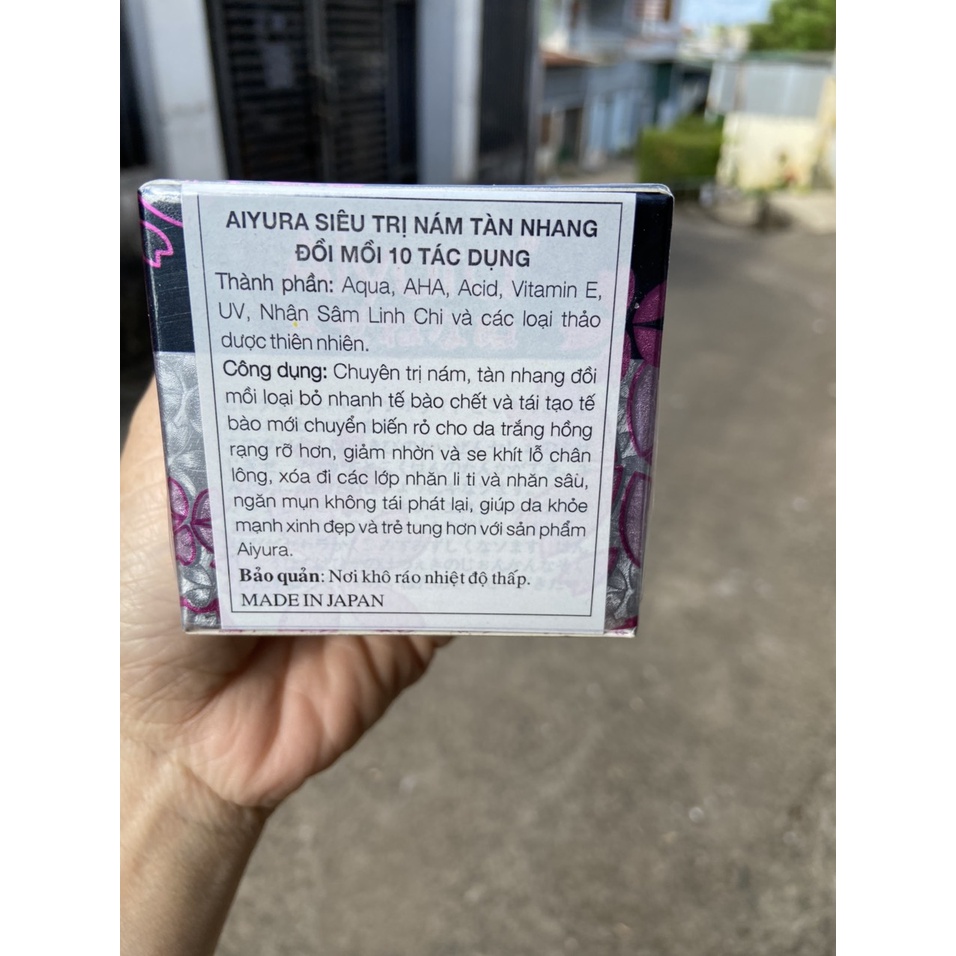 AIYURA SIÊU TRỊ NÁM TÀN NHANG
ĐỒI MỒI 10 TÁC DỤNG
Thành phần: Aqua, AHA, Acid, Vitamin E,
UV, Nhận Sâm Linh Chi và các loại thảo
dược thiên nhiên.
Công dụng: Chuyên trị nám, tàn nhang đồi
mồi loại bỏ nhanh tế bào chết và tái tạo tế
bào mới chuyển biến rỏ cho da trắng hồng
rạng rỡ hơn, giảm nhờn và se khít lỗ chân
lông, xóa đi các lớp nhăn li ti và nhăn sâu,
ngăn mụn không tái phát lại, giúp da khỏe
mạnh xinh đẹp và trẻ tung hơn với sản phẩm
Aiyura.
Bảo quản: Nơi khô ráo nhiệt độ thấp.
MADE IN JAPAN